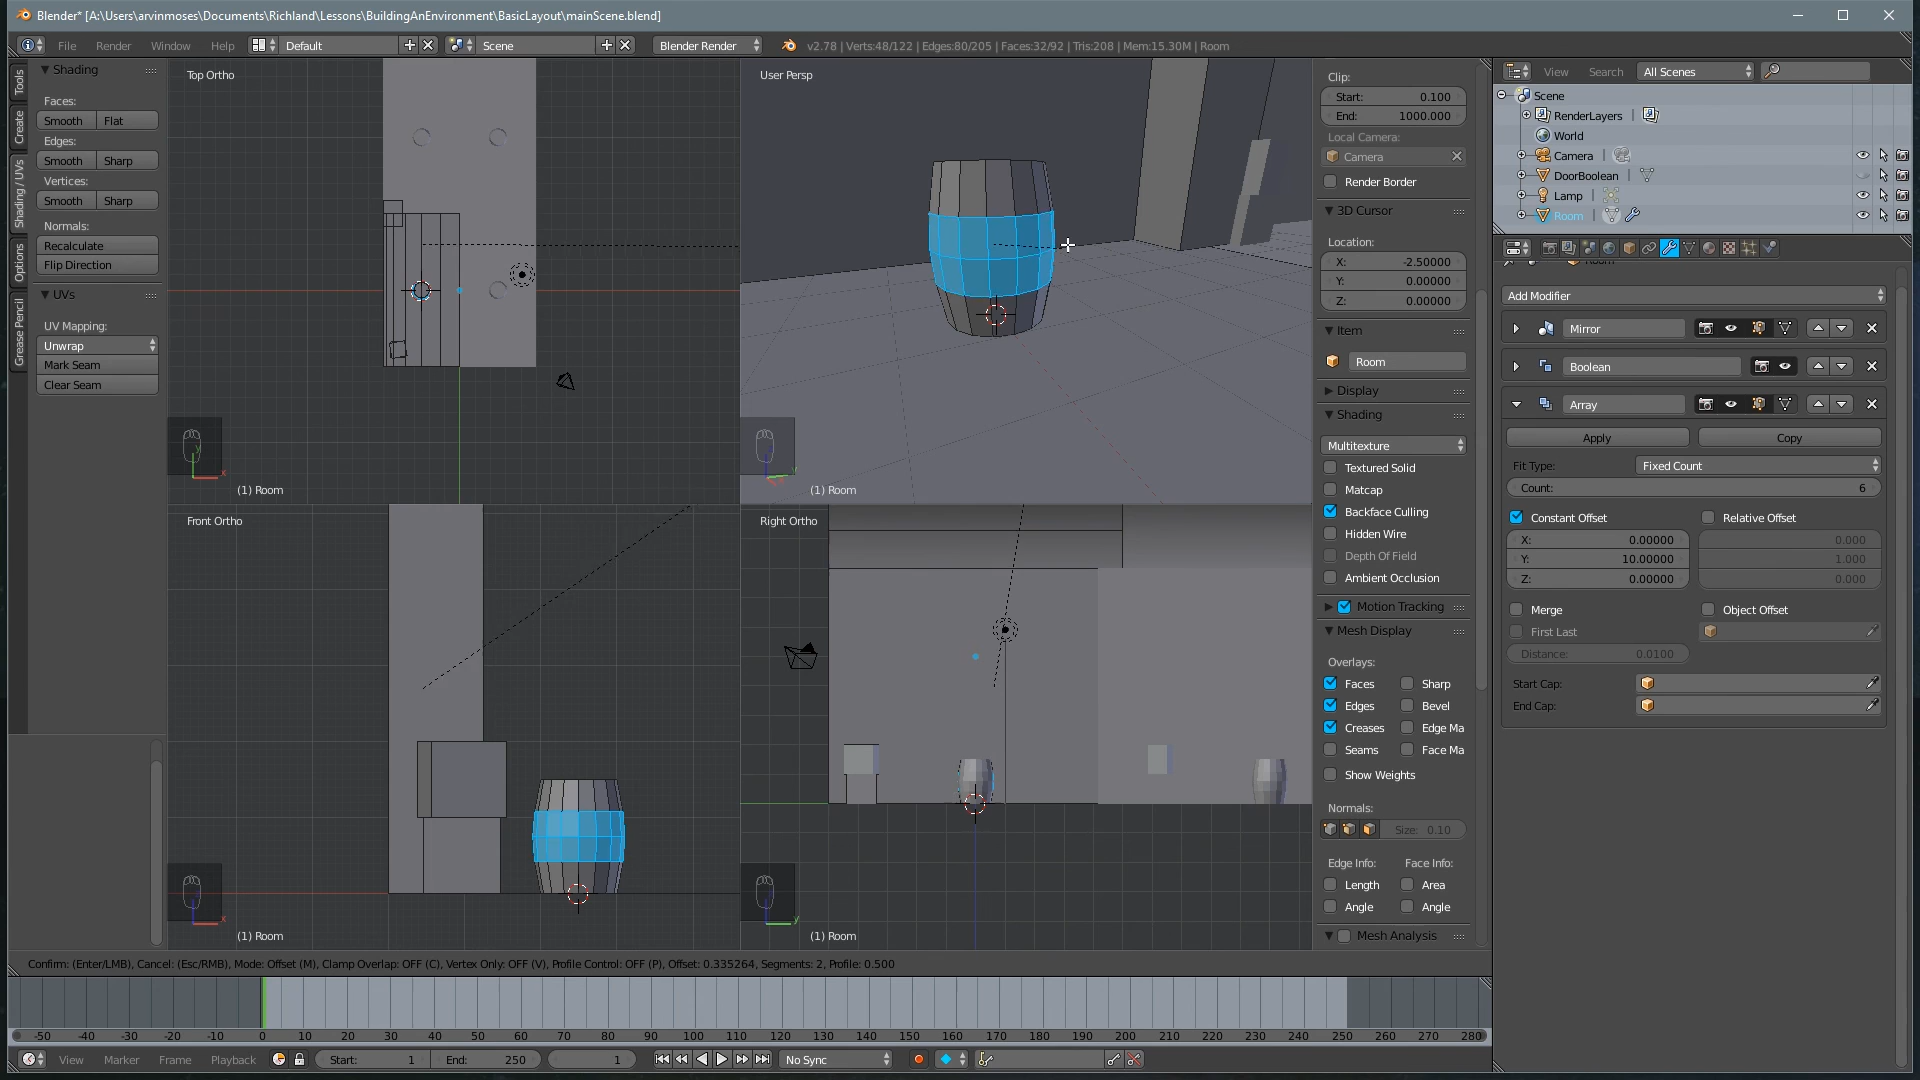 Blender* [A:\Users\arvinmoses\Documents\Richland\Lessons\BuildingAnEnvironment\BasicLayout\mainScene.blend]
File Render Window Help Default Scene Blender Render v2.78 | Verts:48/122 | Edges:80/205 | Faces:32/92 | Tris:208 | Mem:15.30M | Room
Tools
Create
Shading / UVs
Options
Grease Pencil
Shading
Faces:
Smooth Flat
Edges:
Smooth Sharp
Vertices:
Smooth Sharp
Normals:
Recalculate
Flip Direction
UVs
UV Mapping:
Unwrap
Mark Seam
Clear Seam
Top Ortho
y
x
(1) Room
User Persp
(1) Room
Front Ortho
x
(1) Room
Right Ortho
y
(1) Room
Clip:
Start: 0.100
End: 1000.000
Local Camera:
Camera
Render Border
3D Cursor
Location:
X: -2.50000
Y: 0.00000
Z: 0.00000
Item
Room
Display
Shading
Multitexture
Textured Solid
Matcap
Backface Culling
Hidden Wire
Depth Of Field
Ambient Occlusion
Motion Tracking
Mesh Display
Overlays:
Faces Sharp
Edges Bevel
Creases Edge Ma
Seams Face Ma
Show Weights
Normals:
Size: 0.10
Edge Info: Face Info:
Length Area
Angle Angle
Mesh Analysis
View Search All Scenes
Scene
RenderLayers
World
Camera
DoorBoolean
Lamp
Room
Add Modifier
Mirror
Boolean
Array
Apply Copy
Fit Type: Fixed Count
Count: 6
Constant Offset Relative Offset
X: 0.00000 0.000
Y: 10.00000 1.000
Z: 0.00000 0.000
Merge Object Offset
First Last
Distance: 0.0100
Start Cap:
End Cap:
Confirm: (Enter/LMB), Cancel: (Esc/RMB), Mode: Offset (M), Clamp Overlap: OFF (C), Vertex Only: OFF (V), Profile Control: OFF (P), Offset: 0.335264, Segments: 2, Profile: 0.500
-50 -40 -30 -20 -10 0 10 20 30 40 50 60 70 80 90 100 110 120 130 140 150 160 170 180 190 200 210 220 230 240 250 260 270 280
View Marker Frame Playback Start: 1 End: 250 1 No Sync